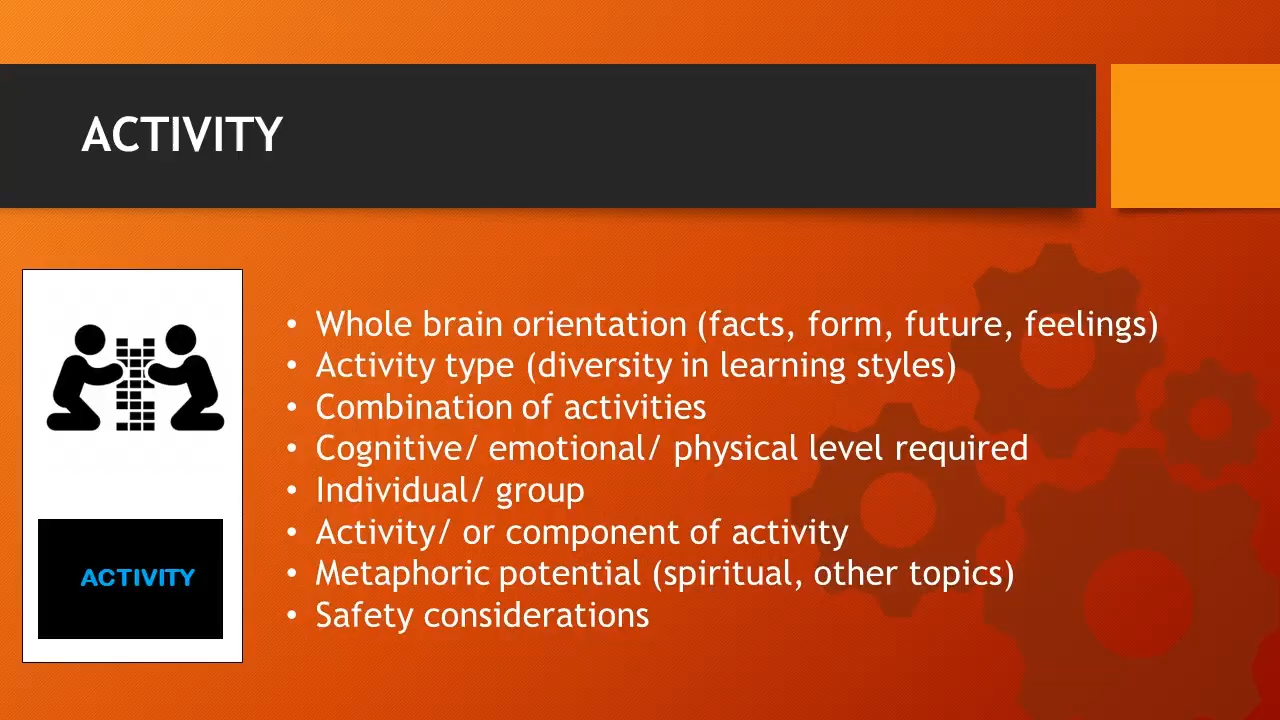 ACTIVITY
• Whole brain orientation (facts, form, future, feelings)
• Activity type (diversity in learning styles)
• Combination of activities
• Cognitive/ emotional/ physical level required
• Individual/ group
• Activity/ or component of activity
• Metaphoric potential (spiritual, other topics)
• Safety considerations
ACTIVITY